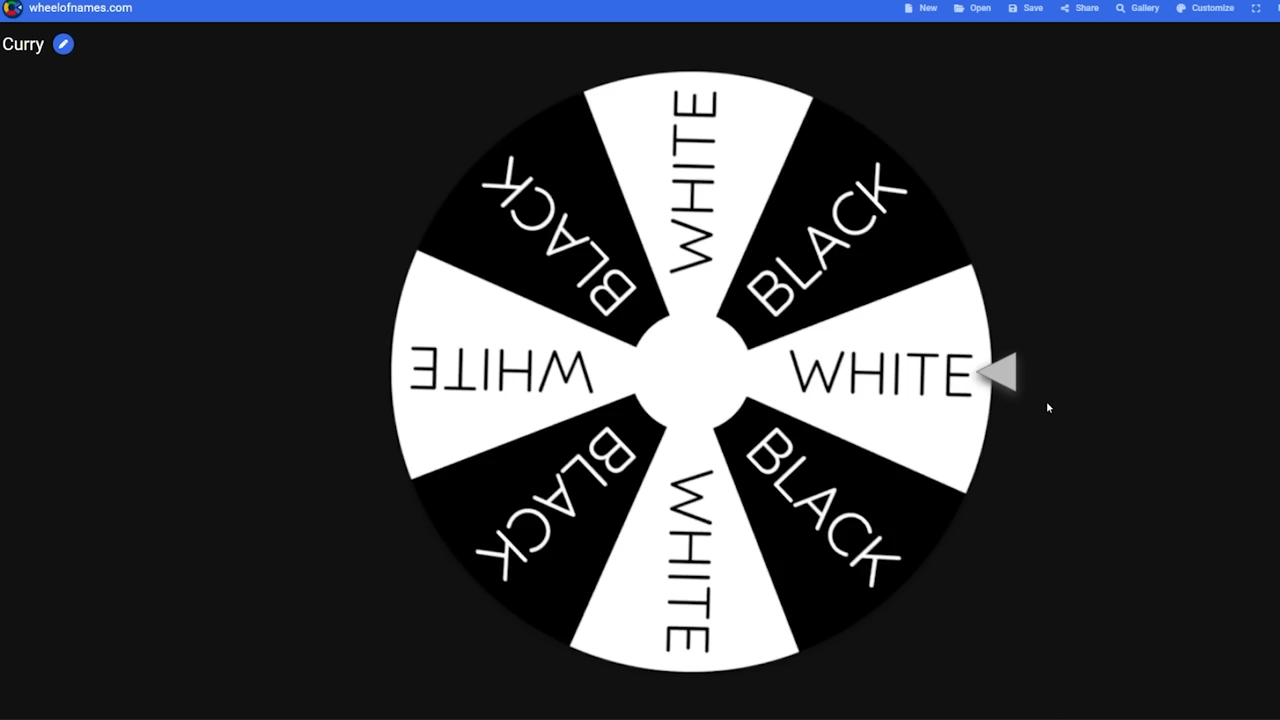 wheelofnames.com
New
Open
Save
Share
Gallery
Customize
Curry
WHITE
BLACK
BLACK
WHITE
WHITE
BLACK
BLACK
WHITE